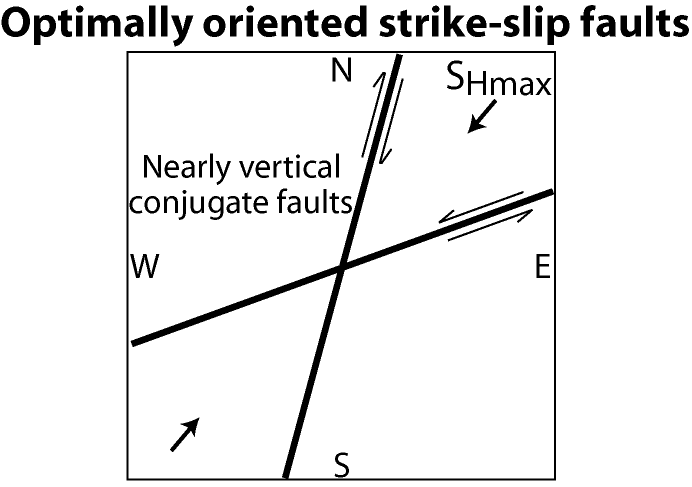 Optimally oriented strike-slip faults
N
SHmax
Nearly vertical
conjugate faults
W
E
S